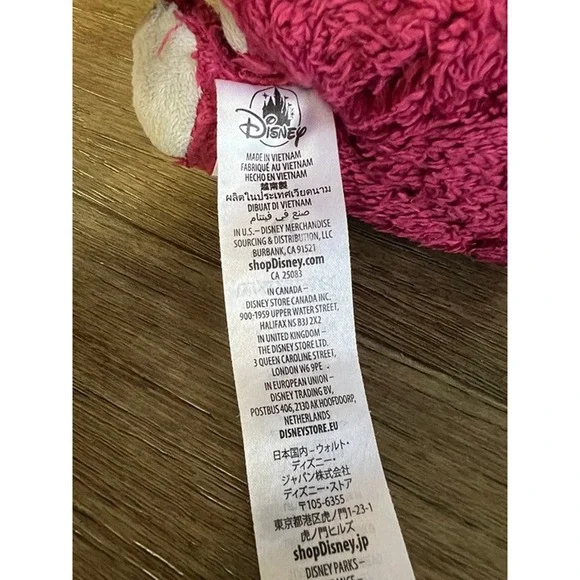 Disney
MADE IN VIETNAM
FABRIQUÉ AU VIETNAM
HECHO EN VIETNAM
越南製
ผลิตในประเทศเวียดนาม
DIBUAT DI VIETNAM
صنع في فيتنام
IN U.S.– DISNEY MERCHANDISE
SOURCING & DISTRIBUTION, LLC
BURBANK, CA 91521
shopDisney.com
CA 25083
IN CANADA –
DISNEY STORE CANADA INC.
900-1959 UPPER WATER STREET,
HALIFAX NS B3J 2X2
IN UNITED KINGDOM –
THE DISNEY STORE LTD.
3 QUEEN CAROLINE STREET,
LONDON W6 9PE
IN EUROPEAN UNION –
DISNEY TRADING BV,
POSTBUS 406, 2130 AK HOOFDDORP,
NETHERLANDS
DISNEYSTORE.EU
日本国内–ウォルト・
ディズニー・
ジャパン株式会社
ディズニー・ストア
〒105-6355
東京都港区虎ノ門1-23-1
虎ノ門ヒルズ
shopDisney.jp
DISNEY PARKS –